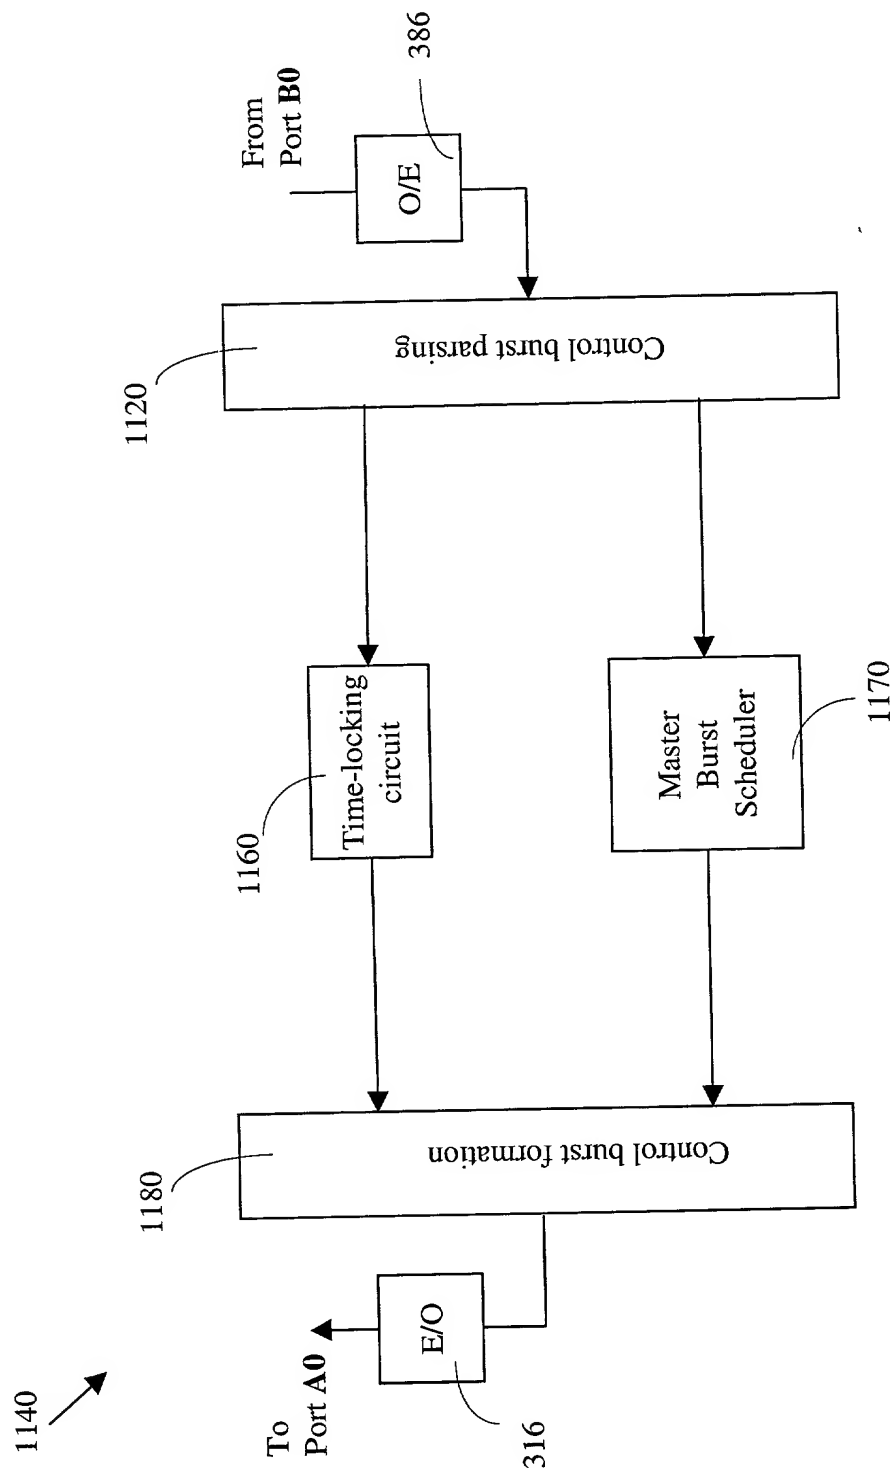 1140
To
Port A0
E/O
316
1180
Control burst formation
1160
Time-locking
circuit
Master
Burst
Scheduler
1170
1120
Control burst parsing
From
Port B0
O/E
386